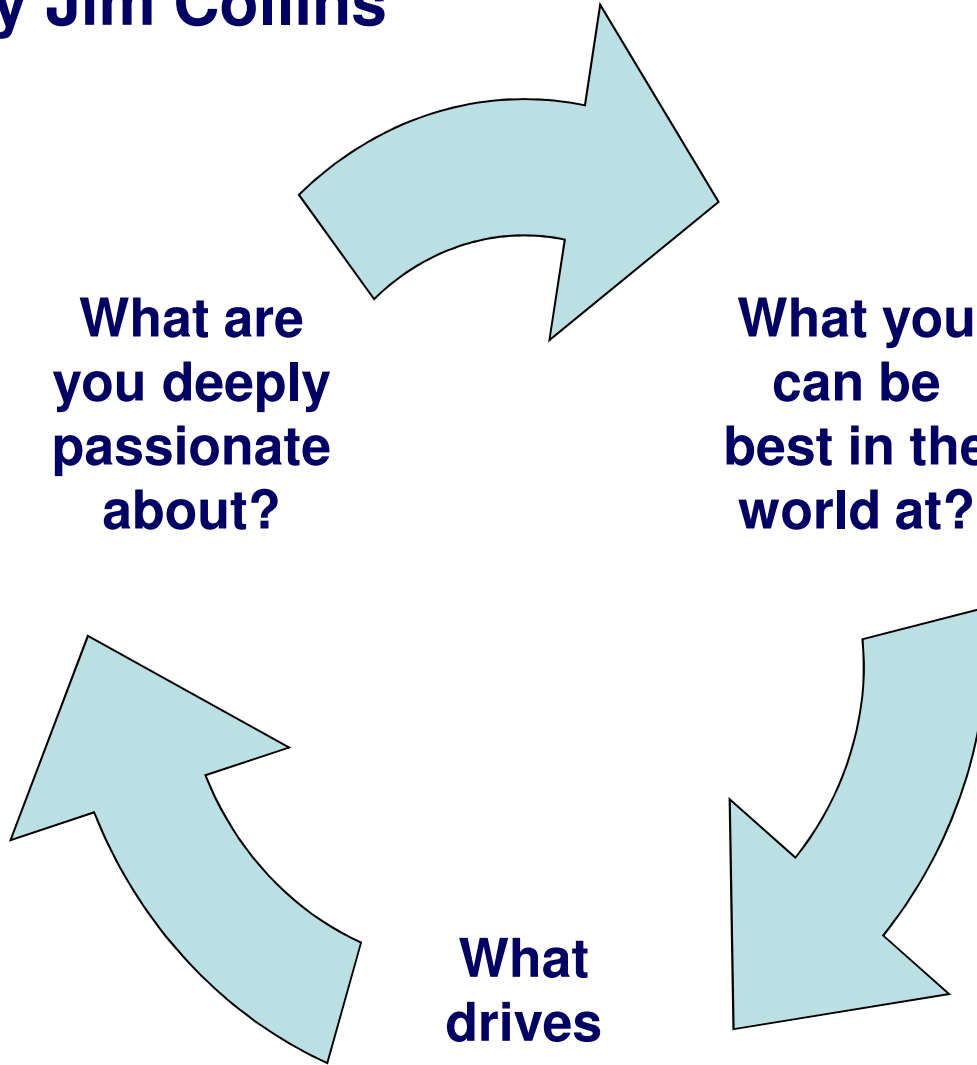 y Jim Collins
What are
you deeply
passionate
about?
What you
can be
best in the
world at?
What
drives